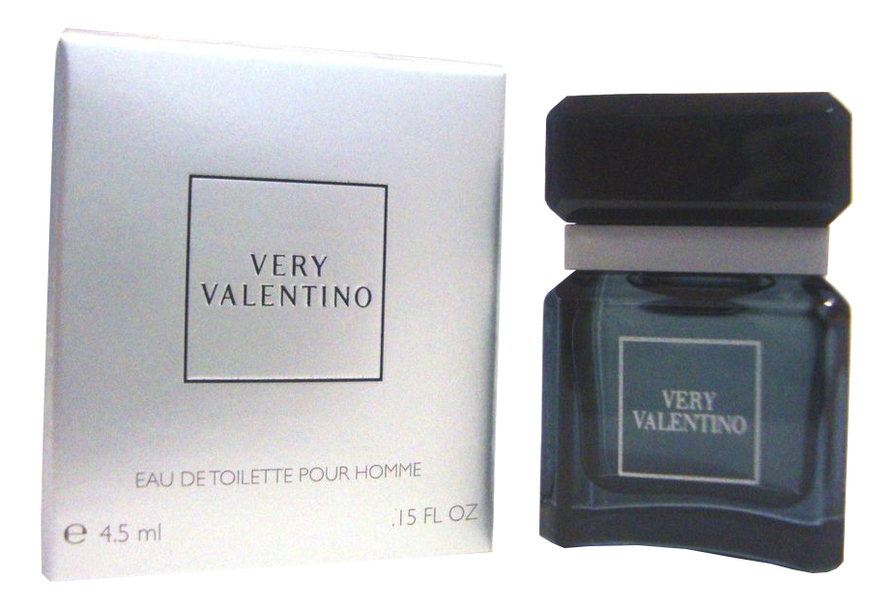 VERY
VALENTINO
EAU DE TOILETTE POUR HOMME
℮ 4.5 ml
.15 FL OZ
VERY
VALENTINO